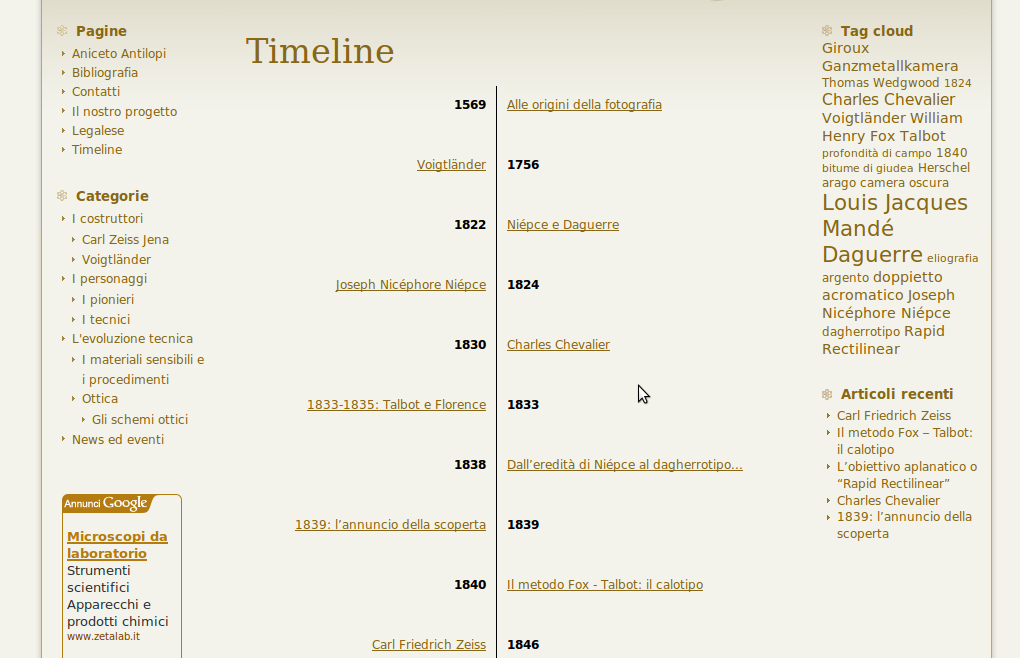 Pagine
Aniceto Antilopi
Bibliografia
Contatti
Il nostro progetto
Legalese
Timeline
Categorie
I costruttori
Carl Zeiss Jena
Voigtländer
I personaggi
I pionieri
I tecnici
L'evoluzione tecnica
I materiali sensibili e
i procedimenti
Ottica
Gli schemi ottici
News ed eventi
Annunci Google
Microscopi da
laboratorio
Strumenti
scientifici
Apparecchi e
prodotti chimici
www.zetalab.it
Timeline
1569 Alle origini della fotografia
Voigtländer 1756
1822 Niépce e Daguerre
Joseph Nicéphore Niépce 1824
1830 Charles Chevalier
1833-1835: Talbot e Florence 1833
1838 Dall’eredità di Niépce al dagherrotipo...
1839: l’annuncio della scoperta 1839
1840 Il metodo Fox - Talbot: il calotipo
Carl Friedrich Zeiss 1846
Tag cloud
Giroux
Ganzmetallkamera
Thomas Wedgwood 1824
Charles Chevalier
Voigtländer William
Henry Fox Talbot
profondità di campo 1840
bitume di giudea Herschel
arago camera oscura
Louis Jacques
Mandé
Daguerre eliografia
argento doppietto
acromatico Joseph
Nicéphore Niépce
dagherrotipo Rapid
Rectilinear
Articoli recenti
Carl Friedrich Zeiss
Il metodo Fox – Talbot:
il calotipo
L’obiettivo aplanatico o
“Rapid Rectilinear”
Charles Chevalier
1839: l’annuncio della
scoperta